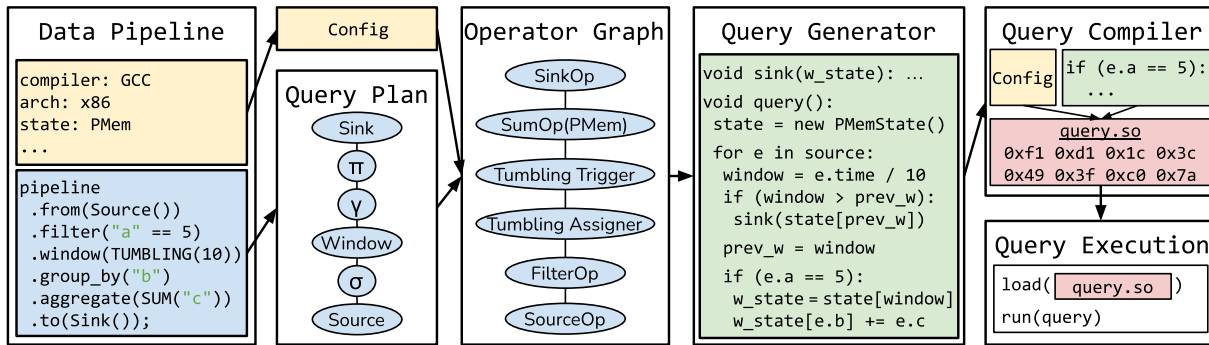 Data Pipeline
compiler: GCC
arch: x86
state: PMem
...
pipeline
.from(Source())
.filter("a" == 5)
.window(TUMBLING(10))
.group_by("b")
.aggregate(SUM("c"))
.to(Sink());
Config
Query Plan
Sink
π
γ
Window
σ
Source
Operator Graph
SinkOp
SumOp(PMem)
Tumbling Trigger
Tumbling Assigner
FilterOp
SourceOp
Query Generator
void sink(w_state): ...
void query():
state = new PMemState()
for e in source:
window = e.time / 10
if (window > prev_w):
sink(state[prev_w])
prev_w = window
if (e.a == 5):
w_state = state[window]
w_state[e.b] += e.c
Query Compiler
Config
if (e.a == 5):
...
query.so
0xf1 0xd1 0x1c 0x3c
0x49 0x3f 0xc0 0x7a
Query Execution
load( query.so )
run(query)